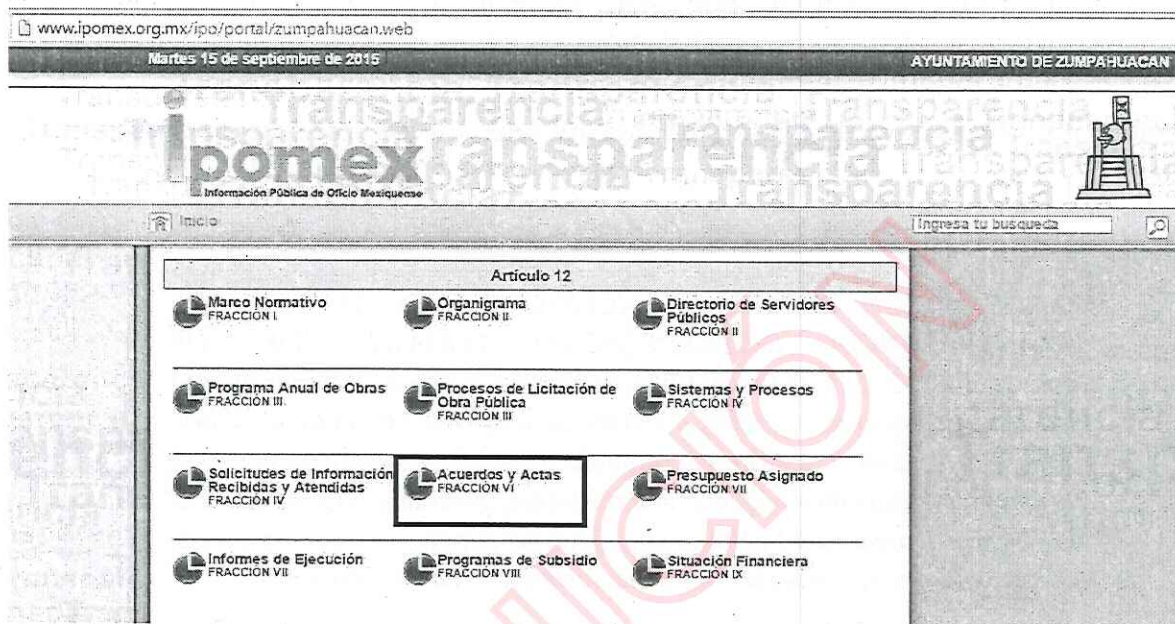 www.ipomex.org.mx/ipo/portal/zumpahuacan.web
Martes 15 de septiembre de 2015
AYUNTAMIENTO DE ZUMPAHUACAN
Transparencia
Transparencia
Transparencia
Transparencia
ipomex
Información Pública de Oficio Mexiquense
Inicio
Ingresa tu busqueda
Artículo 12
Marco Normativo
FRACCIÓN I
Organigrama
FRACCIÓN II
Directorio de Servidores
Públicos
FRACCIÓN II
Programa Anual de Obras
FRACCIÓN III
Procesos de Licitación de
Obra Pública
FRACCIÓN III
Sistemas y Procesos
FRACCIÓN IV
Solicitudes de Información
Recibidas y Atendidas
FRACCIÓN IV
Acuerdos y Actas
FRACCIÓN VI
Presupuesto Asignado
FRACCIÓN VII
Informes de Ejecución
FRACCIÓN VII
Programas de Subsidio
FRACCIÓN VIII
Situación Financiera
FRACCIÓN IX